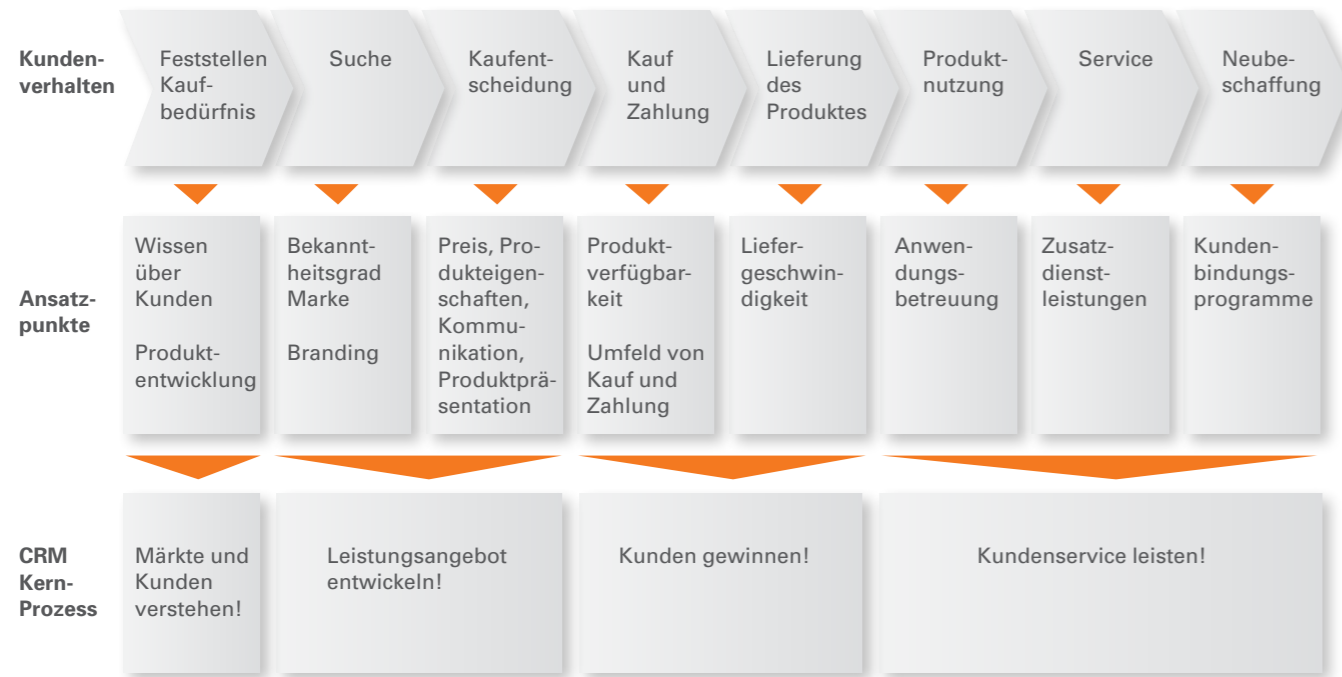 Kunden-
verhalten
Feststellen
Kauf-
bedürfnis
Suche
Kaufent-
scheidung
Kauf
und
Zahlung
Lieferung
des
Produktes
Produkt-
nutzung
Service
Neube-
schaffung
Ansatz-
punkte
Wissen
über
Kunden
Produkt-
entwicklung
Bekannt-
heitsgrad
Marke
Branding
Preis, Pro-
dukteigen-
schaften,
Kommu-
nikation,
Produktprä-
sentation
Produkt-
verfügbar-
keit
Umfeld von
Kauf und
Zahlung
Liefer-
geschwin-
digkeit
Anwen-
dungs-
betreuung
Zusatz-
dienst-
leistungen
Kunden-
bindungs-
programme
CRM
Kern-
Prozess
Märkte und
Kunden
verstehen!
Leistungsangebot
entwickeln!
Kunden gewinnen!
Kundenservice leisten!